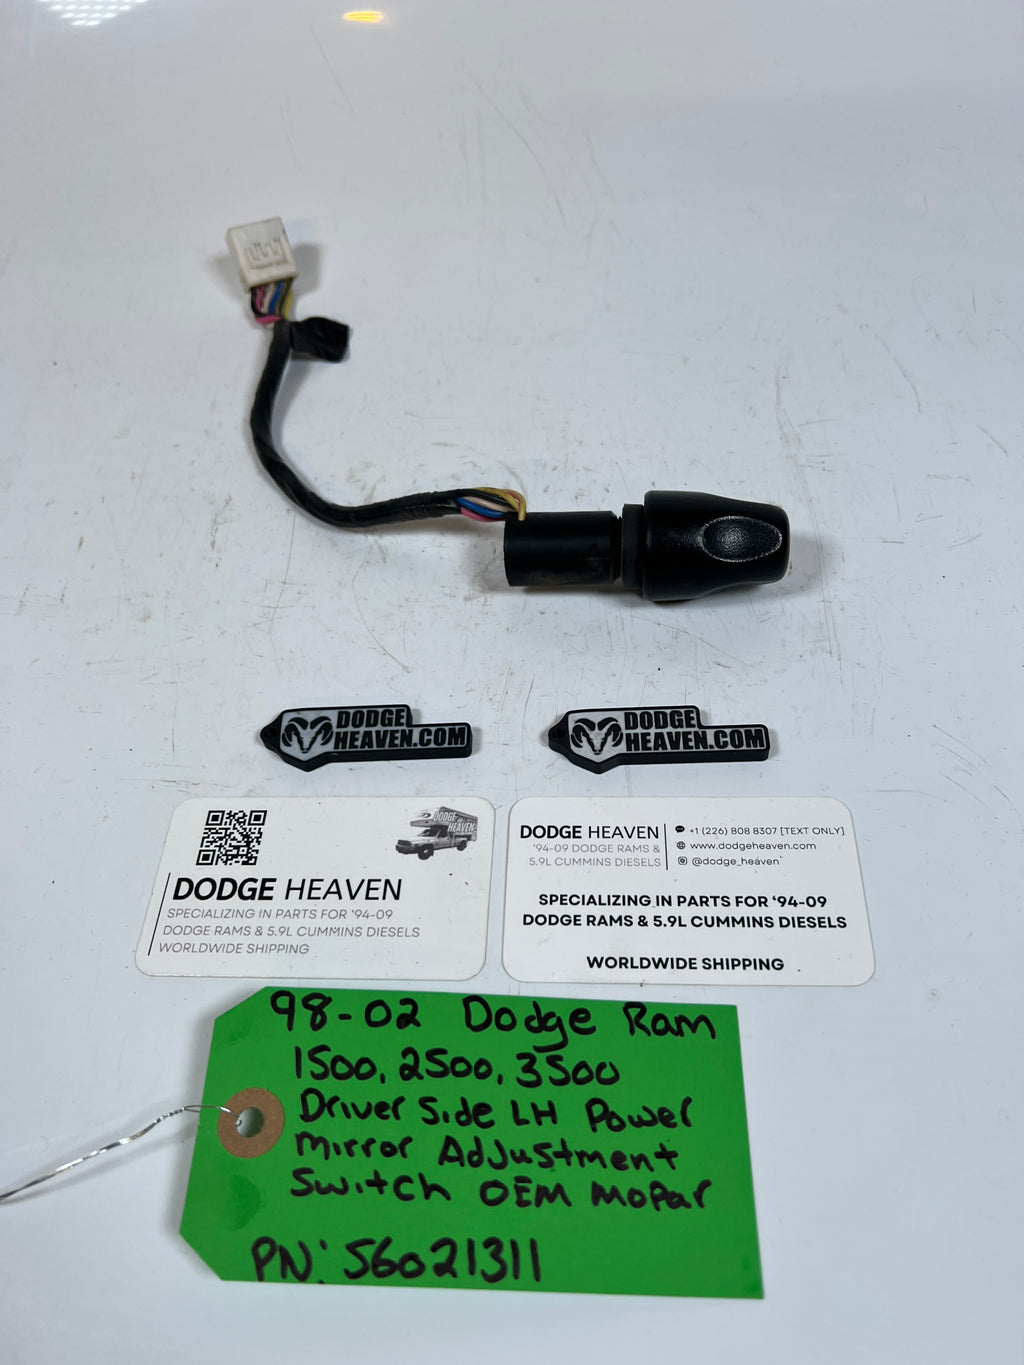 DODGE
HEAVEN.COM
DODGE
HEAVEN.COM
DODGE
HEAVEN
DODGE HEAVEN
SPECIALIZING IN PARTS FOR '94-09
DODGE RAMS & 5.9L CUMMINS DIESELS
WORLDWIDE SHIPPING
DODGE HEAVEN
'94-09 DODGE RAMS &
5.9L CUMMINS DIESELS
+1 (226) 808 8307 [TEXT ONLY]
www.dodgeheaven.com
@dodge_heaven
SPECIALIZING IN PARTS FOR '94-09
DODGE RAMS & 5.9L CUMMINS DIESELS
WORLDWIDE SHIPPING
98-02 Dodge Ram
1500, 2500, 3500
Driver Side LH Power
Mirror Adjustment
Switch OEM Mopar
PN: 56021311